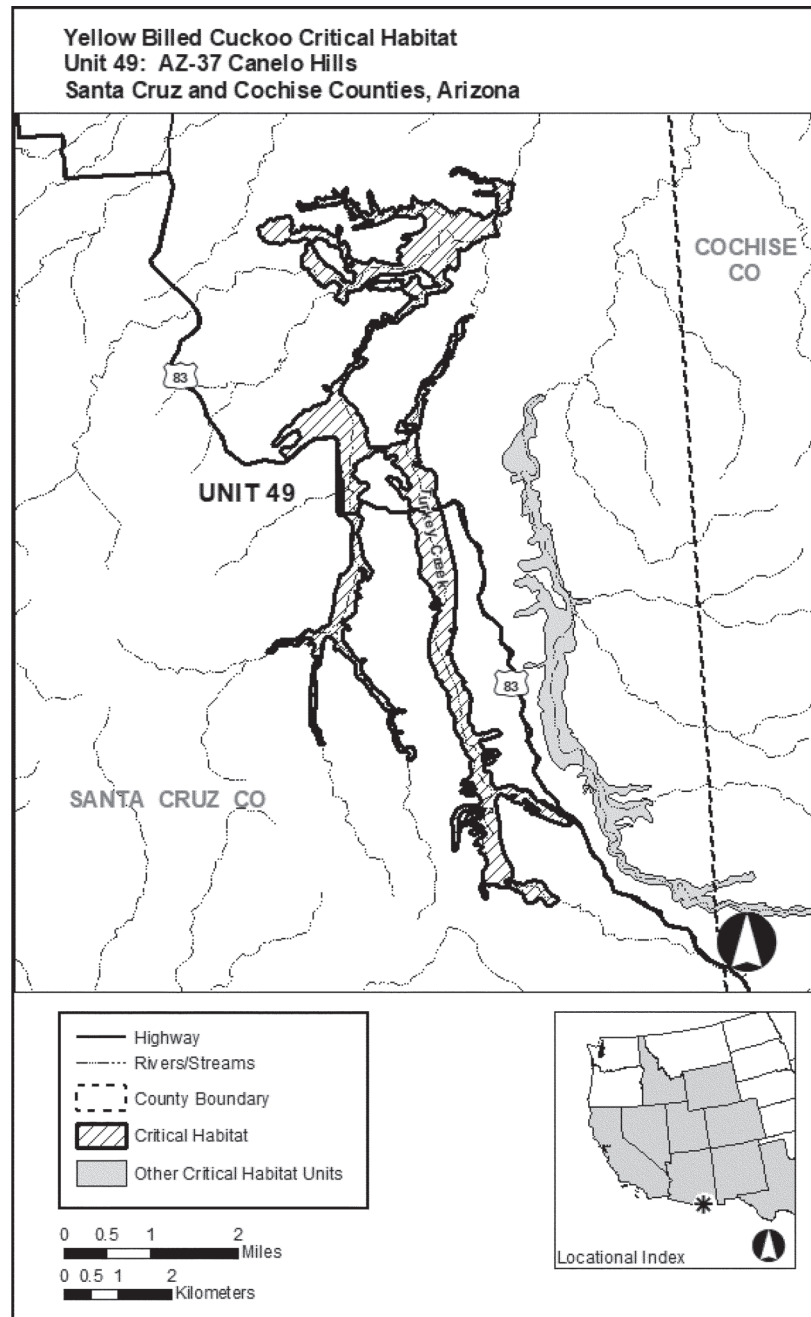 Yellow Billed Cuckoo Critical Habitat
Unit 49: AZ-37 Canelo Hills
Santa Cruz and Cochise Counties, Arizona
COCHISE
CO
83
UNIT 49
Turkey Creek
83
SANTA CRUZ CO
Highway
Rivers/Streams
County Boundary
Critical Habitat
Other Critical Habitat Units
0 0.5 1 2
Miles
0 0.5 1 2
Kilometers
Locational Index